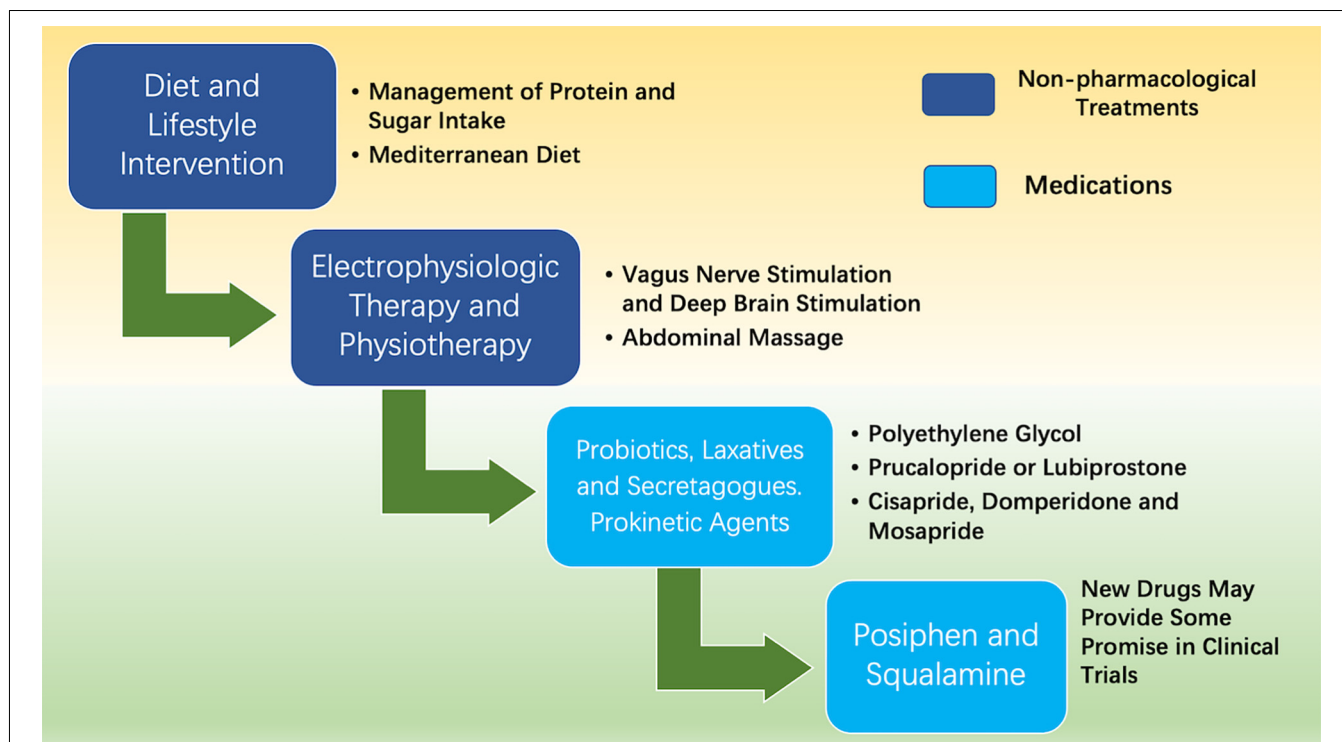 Diet and
Lifestyle
Intervention
• Management of Protein and
Sugar Intake
• Mediterranean Diet
Non-pharmacological
Treatments
Medications
Electrophysiologic
Therapy and
Physiotherapy
• Vagus Nerve Stimulation
and Deep Brain Stimulation
• Abdominal Massage
Probiotics, Laxatives
and Secretagogues.
Prokinetic Agents
• Polyethylene Glycol
• Prucalopride or Lubiprostone
• Cisapride, Domperidone and
Mosapride
Posiphen and
Squalamine
New Drugs May
Provide Some
Promise in Clinical
Trials